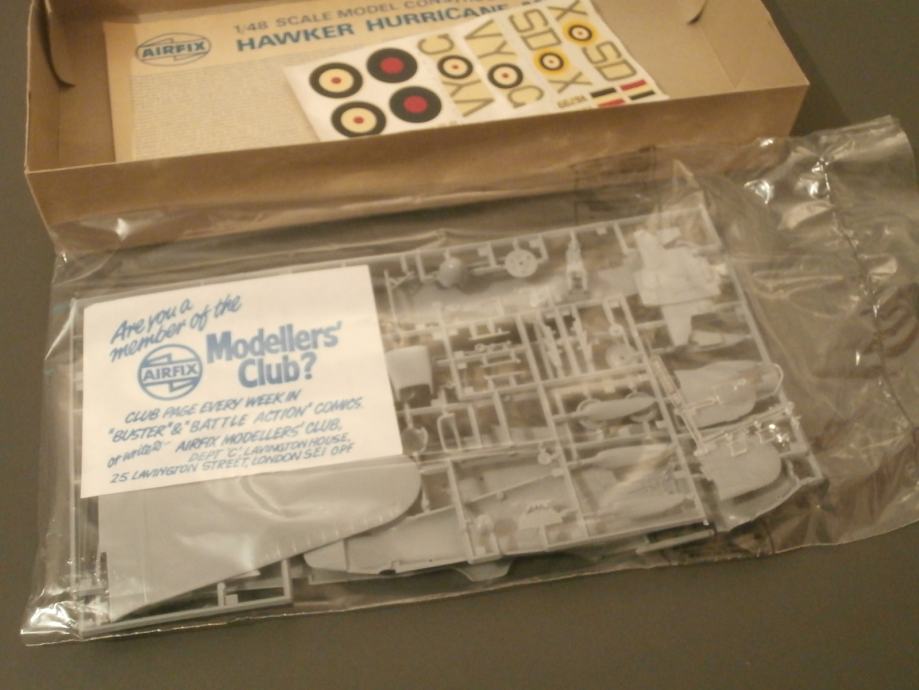 AIRFIX
1/48 SCALE MODEL
HAWKER HURRICANE
VY C
VY C
SD X
X SD
Are you a
member of the
AIRFIX
Modellers'
Club?
CLUB PAGE EVERY WEEK IN
"BUSTER" & "BATTLE ACTION" COMICS.
or write:- AIRFIX MODELLERS' CLUB,
DEPT 'C' LAVINGTON HOUSE,
25 LAVINGTON STREET, LONDON SE1 0PF